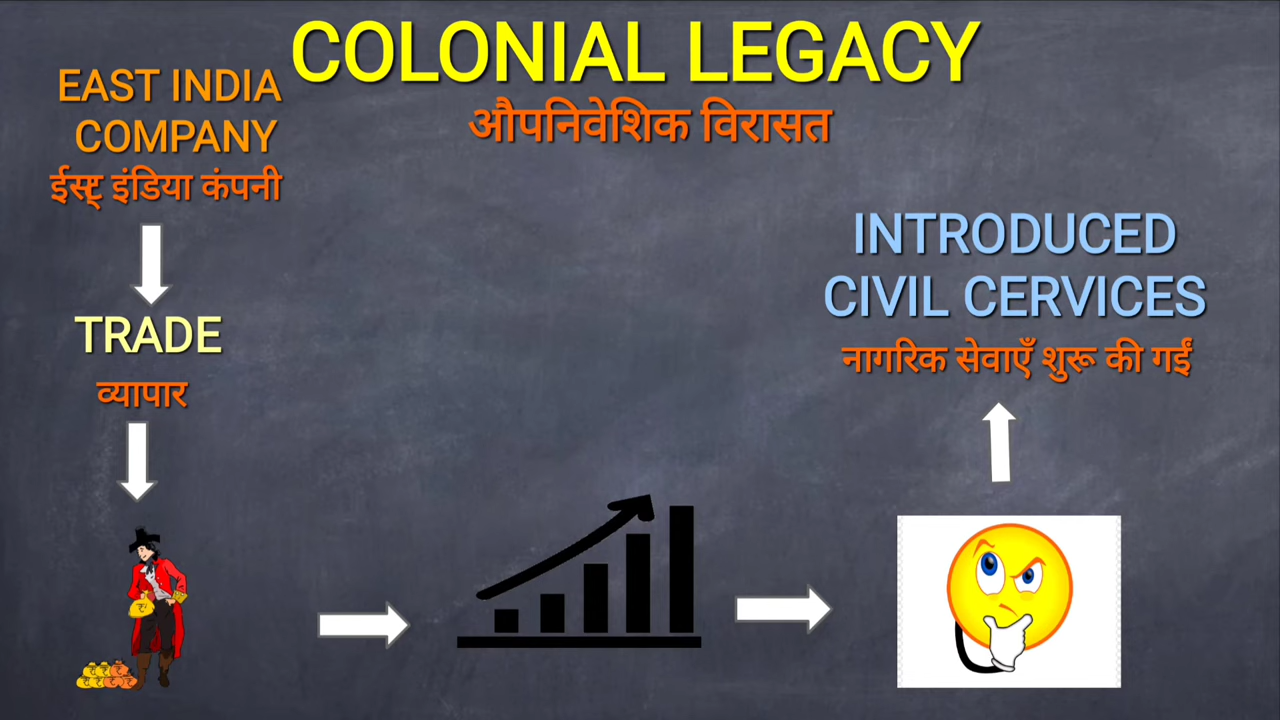 COLONIAL LEGACY
औपनिवेशिक विरासत
EAST INDIA
COMPANY
ईस्ट् इंडिया कंपनी
TRADE
व्यापार
INTRODUCED
CIVIL CERVICES
नागरिक सेवाएँ शुरू की गईं